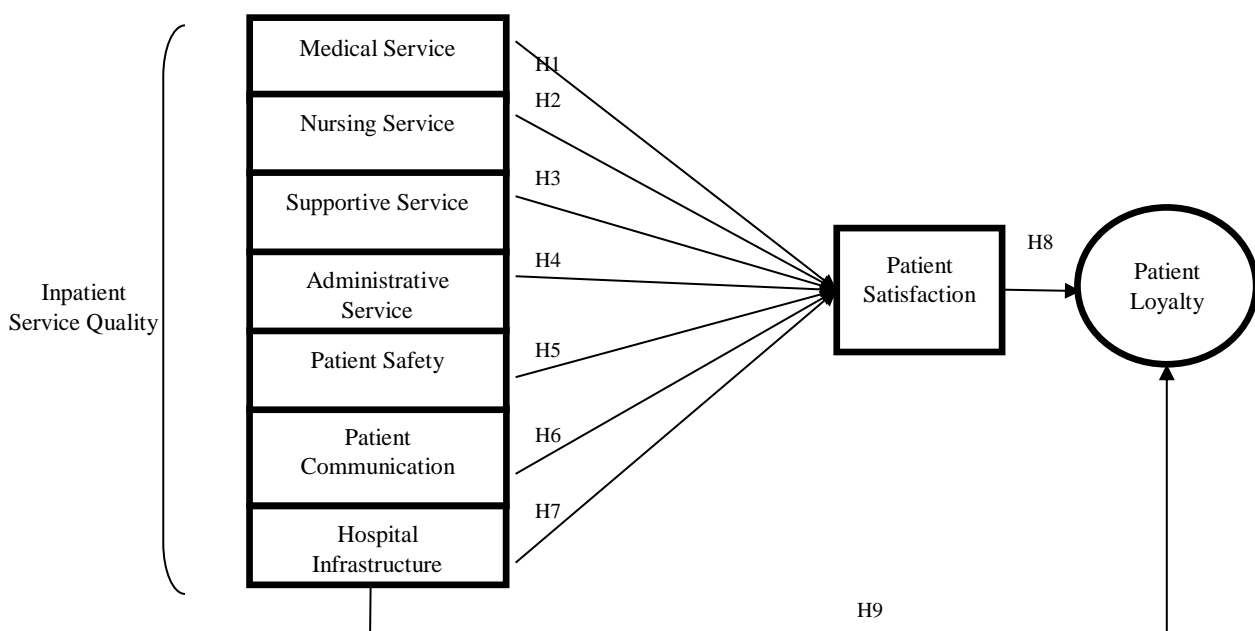 Medical Service
H1
H2
Nursing Service
H3
Supportive Service
H4
Administrative
Service
Inpatient
Service Quality
H5
Patient Safety
H6
Patient
Communication
H7
Hospital
Infrastructure
Patient
Satisfaction
H8
Patient
Loyalty
H9